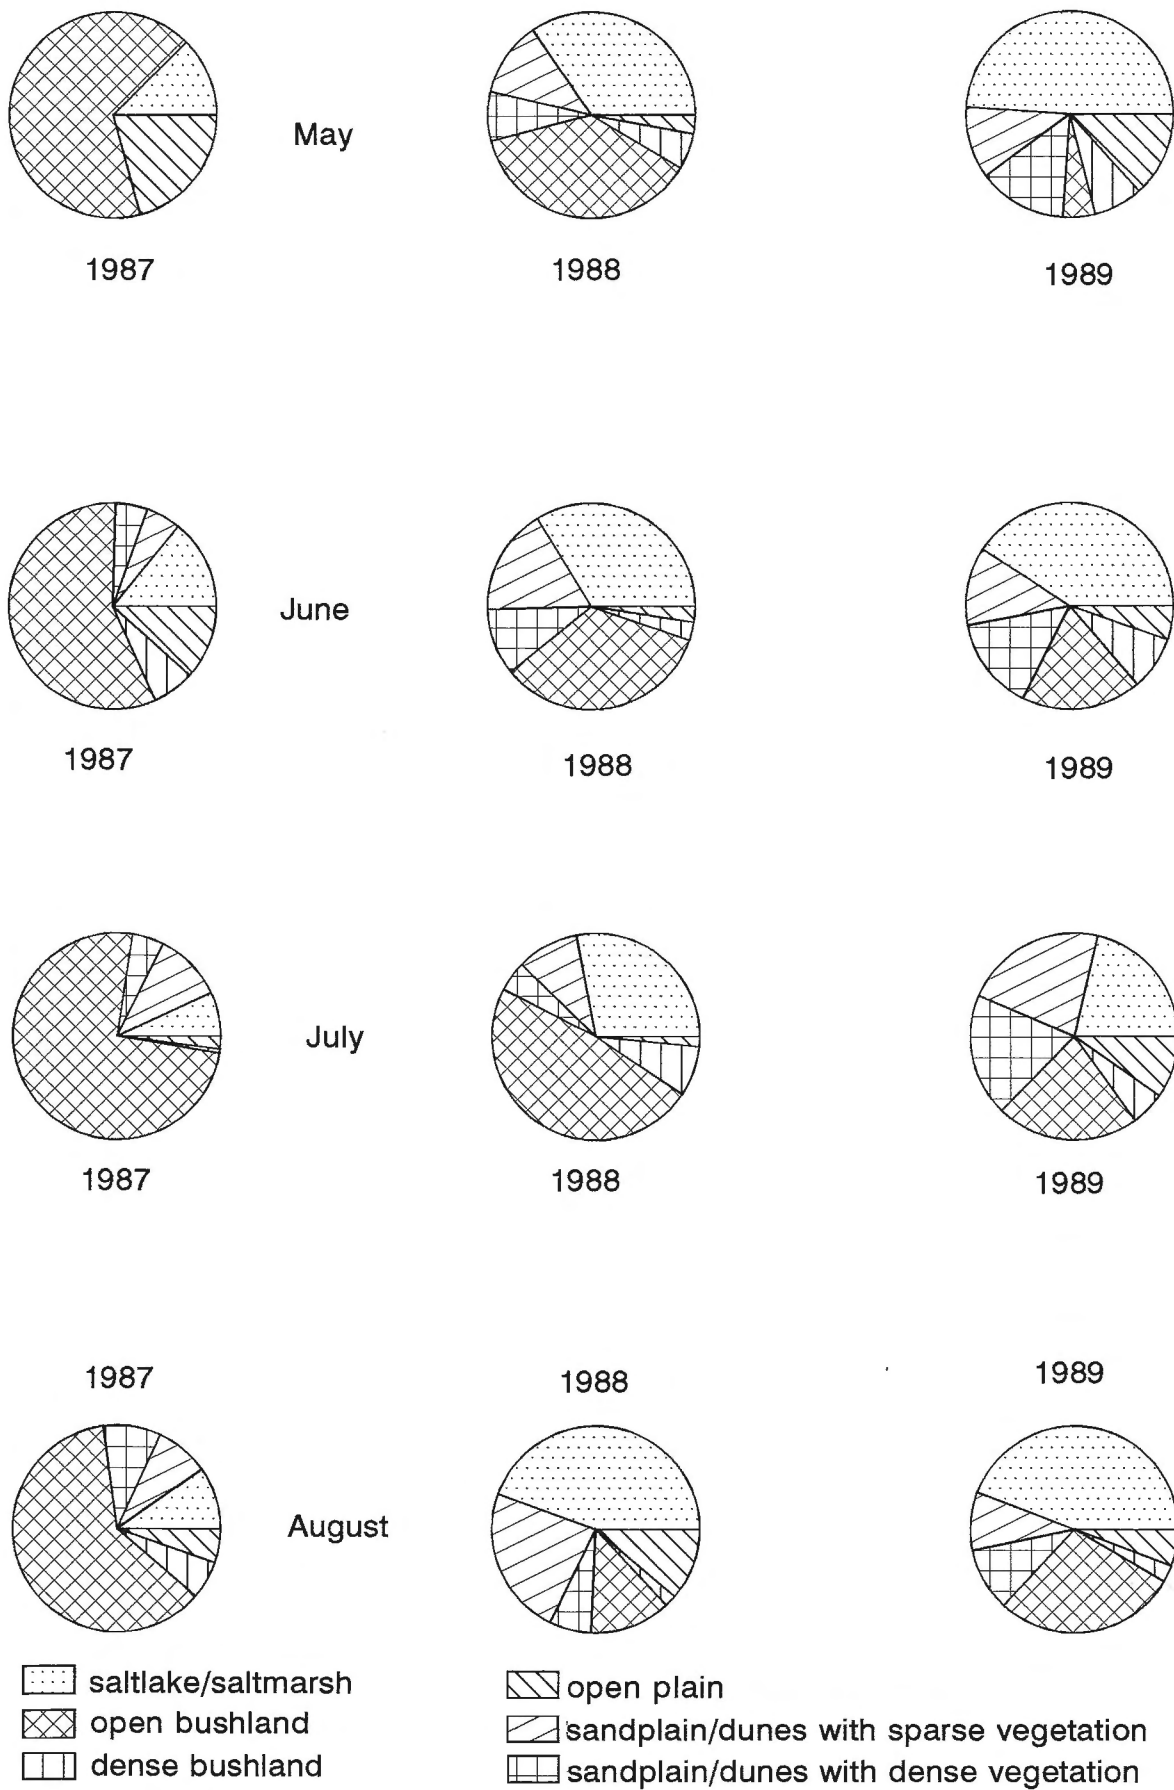 May
1987
1988
1989
June
1987
1988
1989
July
1987
1988
1989
1987
1988
1989
August
saltlake/saltmarsh
open bushland
dense bushland
open plain
sandplain/dunes with sparse vegetation
sandplain/dunes with dense vegetation